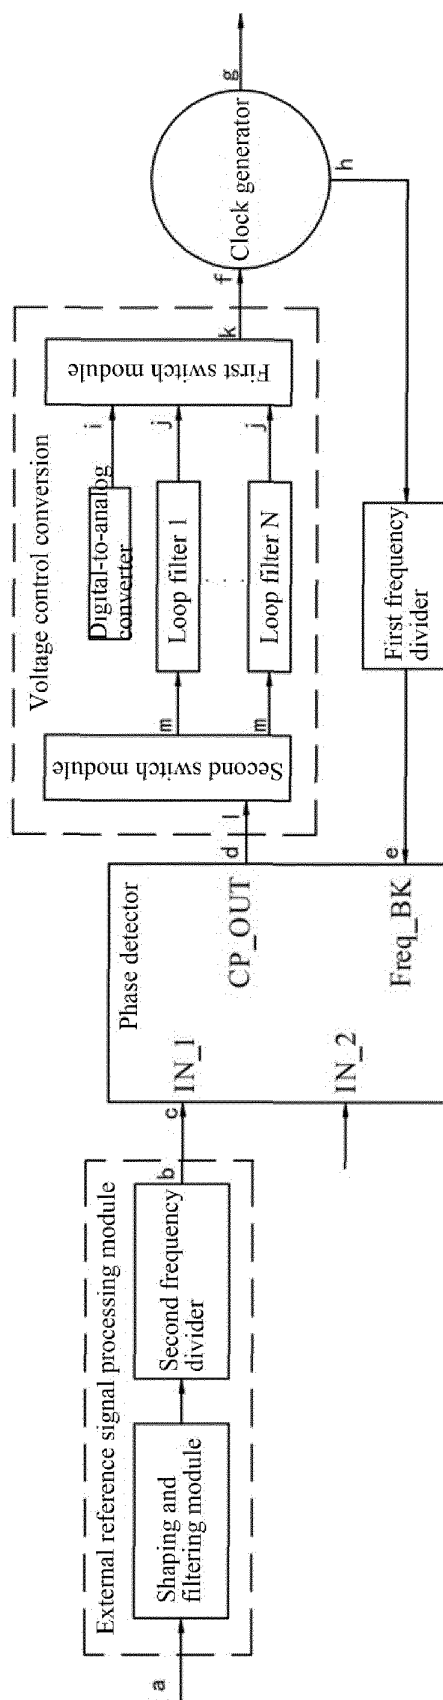 External reference signal processing module
a
Shaping and
filtering module
Second frequency
divider
b
c
Phase detector
IN_1
IN_2
CP_OUT
Freq_BK
d
e
Voltage control conversion
l
Second switch module
m
m
Digital-to-analog
converter
Loop filter 1
Loop filter N
i
j
j
First switch module
k
f
Clock generator
g
h
First frequency
divider